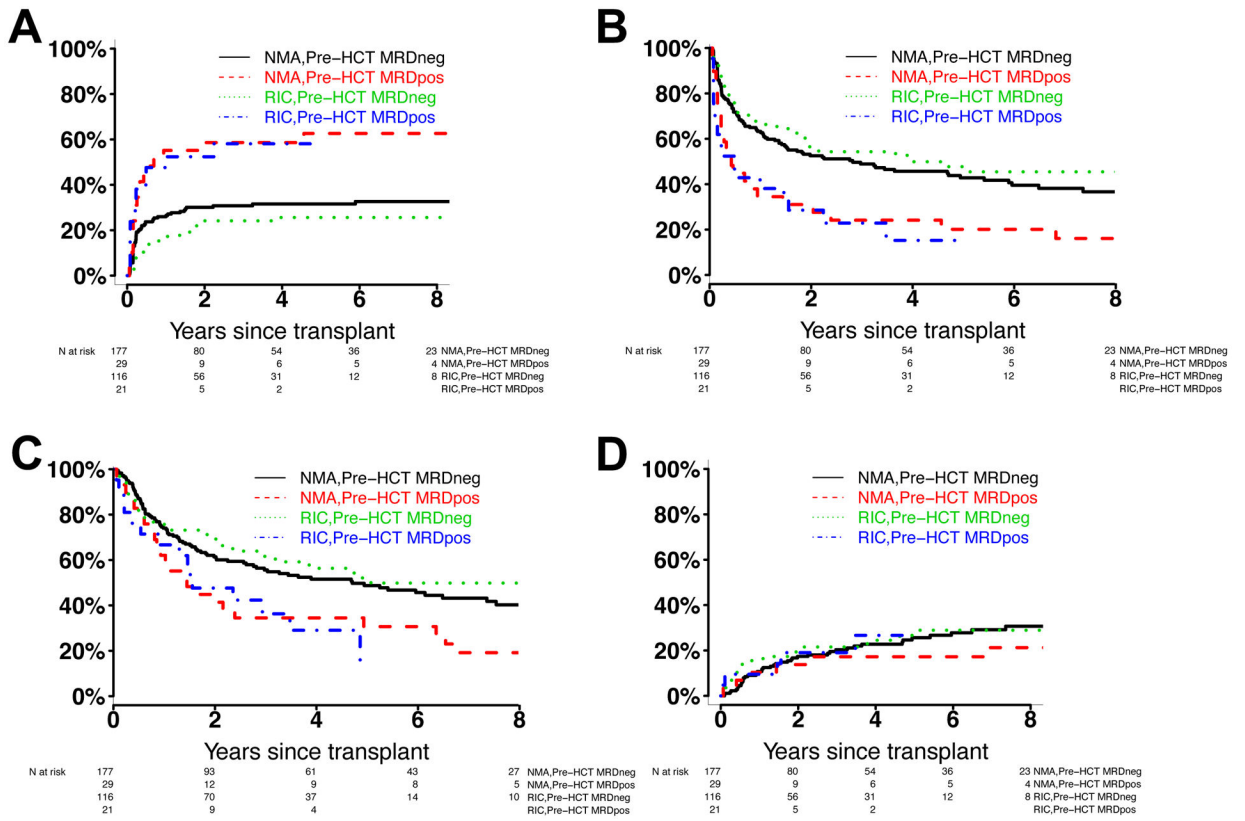 A
100%
80%
60%
40%
20%
0%
NMA,Pre−HCT MRDneg
NMA,Pre−HCT MRDpos
RIC,Pre−HCT MRDneg
RIC,Pre−HCT MRDpos
0 2 4 6 8
Years since transplant
N at risk 177 80 54 36 23 NMA,Pre−HCT MRDneg
29 9 6 5 4 NMA,Pre−HCT MRDpos
116 56 31 12 8 RIC,Pre−HCT MRDneg
21 5 2 RIC,Pre−HCT MRDpos
B
100%
80%
60%
40%
20%
0%
NMA,Pre−HCT MRDneg
NMA,Pre−HCT MRDpos
RIC,Pre−HCT MRDneg
RIC,Pre−HCT MRDpos
0 2 4 6 8
Years since transplant
N at risk 177 80 54 36 23 NMA,Pre−HCT MRDneg
29 9 6 5 4 NMA,Pre−HCT MRDpos
116 56 31 12 8 RIC,Pre−HCT MRDneg
21 5 2 RIC,Pre−HCT MRDpos
C
100%
80%
60%
40%
20%
0%
NMA,Pre−HCT MRDneg
NMA,Pre−HCT MRDpos
RIC,Pre−HCT MRDneg
RIC,Pre−HCT MRDpos
0 2 4 6 8
Years since transplant
N at risk 177 93 61 43 27 NMA,Pre−HCT MRDneg
29 12 9 8 5 NMA,Pre−HCT MRDpos
116 70 37 14 10 RIC,Pre−HCT MRDneg
21 9 4 RIC,Pre−HCT MRDpos
D
100%
80%
60%
40%
20%
0%
NMA,Pre−HCT MRDneg
NMA,Pre−HCT MRDpos
RIC,Pre−HCT MRDneg
RIC,Pre−HCT MRDpos
0 2 4 6 8
Years since transplant
N at risk 177 80 54 36 23 NMA,Pre−HCT MRDneg
29 9 6 5 4 NMA,Pre−HCT MRDpos
116 56 31 12 8 RIC,Pre−HCT MRDneg
21 5 2 RIC,Pre−HCT MRDpos